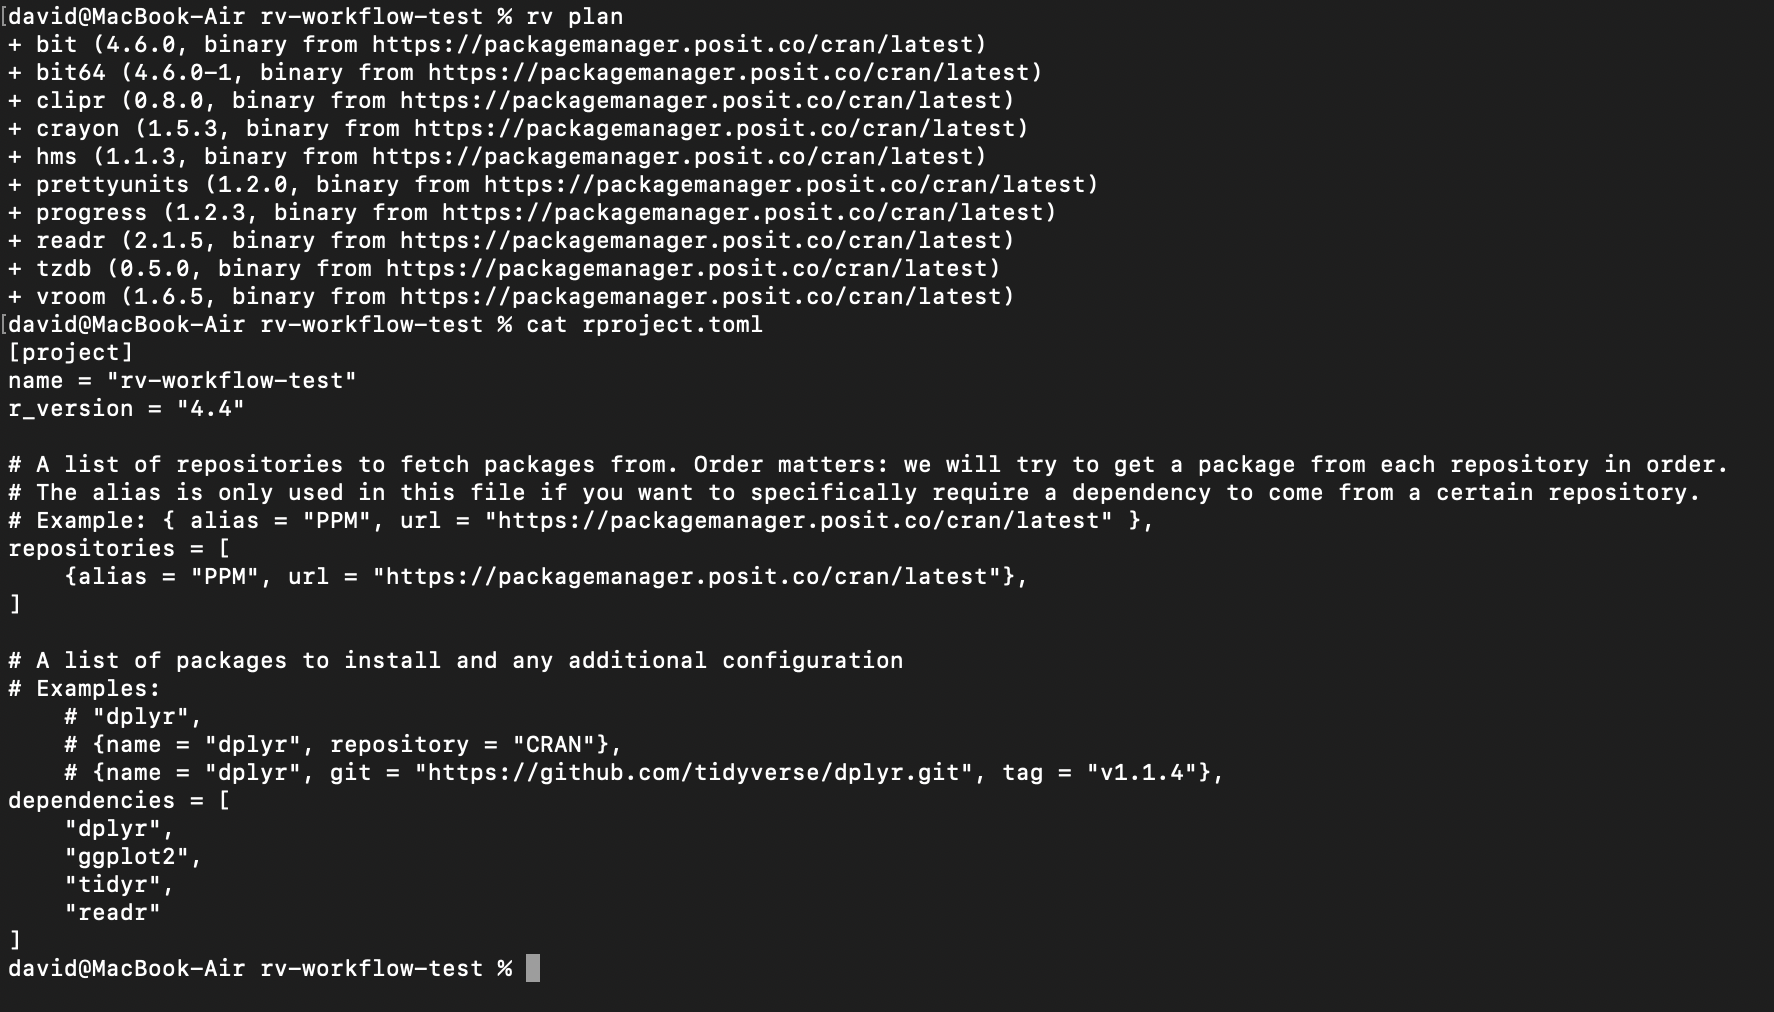 [david@MacBook-Air rv-workflow-test % rv plan
+ bit (4.6.0, binary from https://packagemanager.posit.co/cran/latest)
+ bit64 (4.6.0-1, binary from https://packagemanager.posit.co/cran/latest)
+ clipr (0.8.0, binary from https://packagemanager.posit.co/cran/latest)
+ crayon (1.5.3, binary from https://packagemanager.posit.co/cran/latest)
+ hms (1.1.3, binary from https://packagemanager.posit.co/cran/latest)
+ prettyunits (1.2.0, binary from https://packagemanager.posit.co/cran/latest)
+ progress (1.2.3, binary from https://packagemanager.posit.co/cran/latest)
+ readr (2.1.5, binary from https://packagemanager.posit.co/cran/latest)
+ tzdb (0.5.0, binary from https://packagemanager.posit.co/cran/latest)
+ vroom (1.6.5, binary from https://packagemanager.posit.co/cran/latest)
[david@MacBook-Air rv-workflow-test % cat rproject.toml
[project]
name = "rv-workflow-test"
r_version = "4.4"

# A list of repositories to fetch packages from. Order matters: we will try to get a package from each repository in order.
# The alias is only used in this file if you want to specifically require a dependency to come from a certain repository.
# Example: { alias = "PPM", url = "https://packagemanager.posit.co/cran/latest" },
repositories = [
    {alias = "PPM", url = "https://packagemanager.posit.co/cran/latest"},
]

# A list of packages to install and any additional configuration
# Examples:
    # "dplyr",
    # {name = "dplyr", repository = "CRAN"},
    # {name = "dplyr", git = "https://github.com/tidyverse/dplyr.git", tag = "v1.1.4"},
dependencies = [
    "dplyr",
    "ggplot2",
    "tidyr",
    "readr"
]
david@MacBook-Air rv-workflow-test %